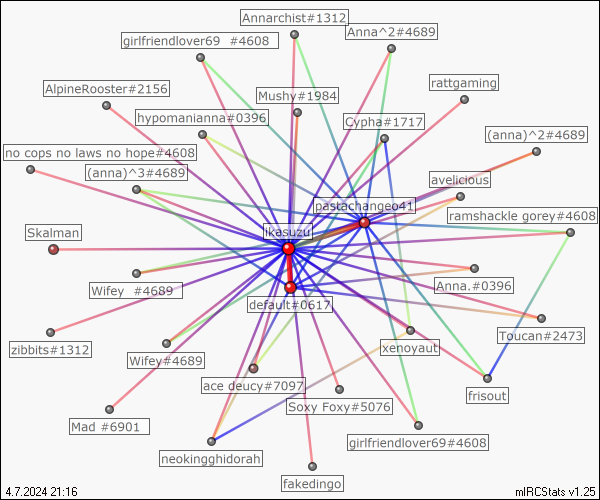 Annarchist#1312
Anna^2#4689
girlfriendlover69 #4608
rattgaming
AlpineRooster#2156
Mushy#1984
hypomanianna#0396
Cypha#1717
(anna)^2#4689
no cops no laws no hope#4608
(anna)^3#4689
avelicious
pastachangeo41
ramshackle gorey#4608
ikasuzu
Skalman
Wifey #4689
Anna.#0396
default#0617
Toucan#2473
zibbits#1312
Wifey#4689
xenoyaut
ace deucy#7097
frisout
Soxy Foxy#5076
Mad #6901
girlfriendlover69#4608
neokingghidorah
fakedingo
4.7.2024 21:16
mIRCStats v1.25